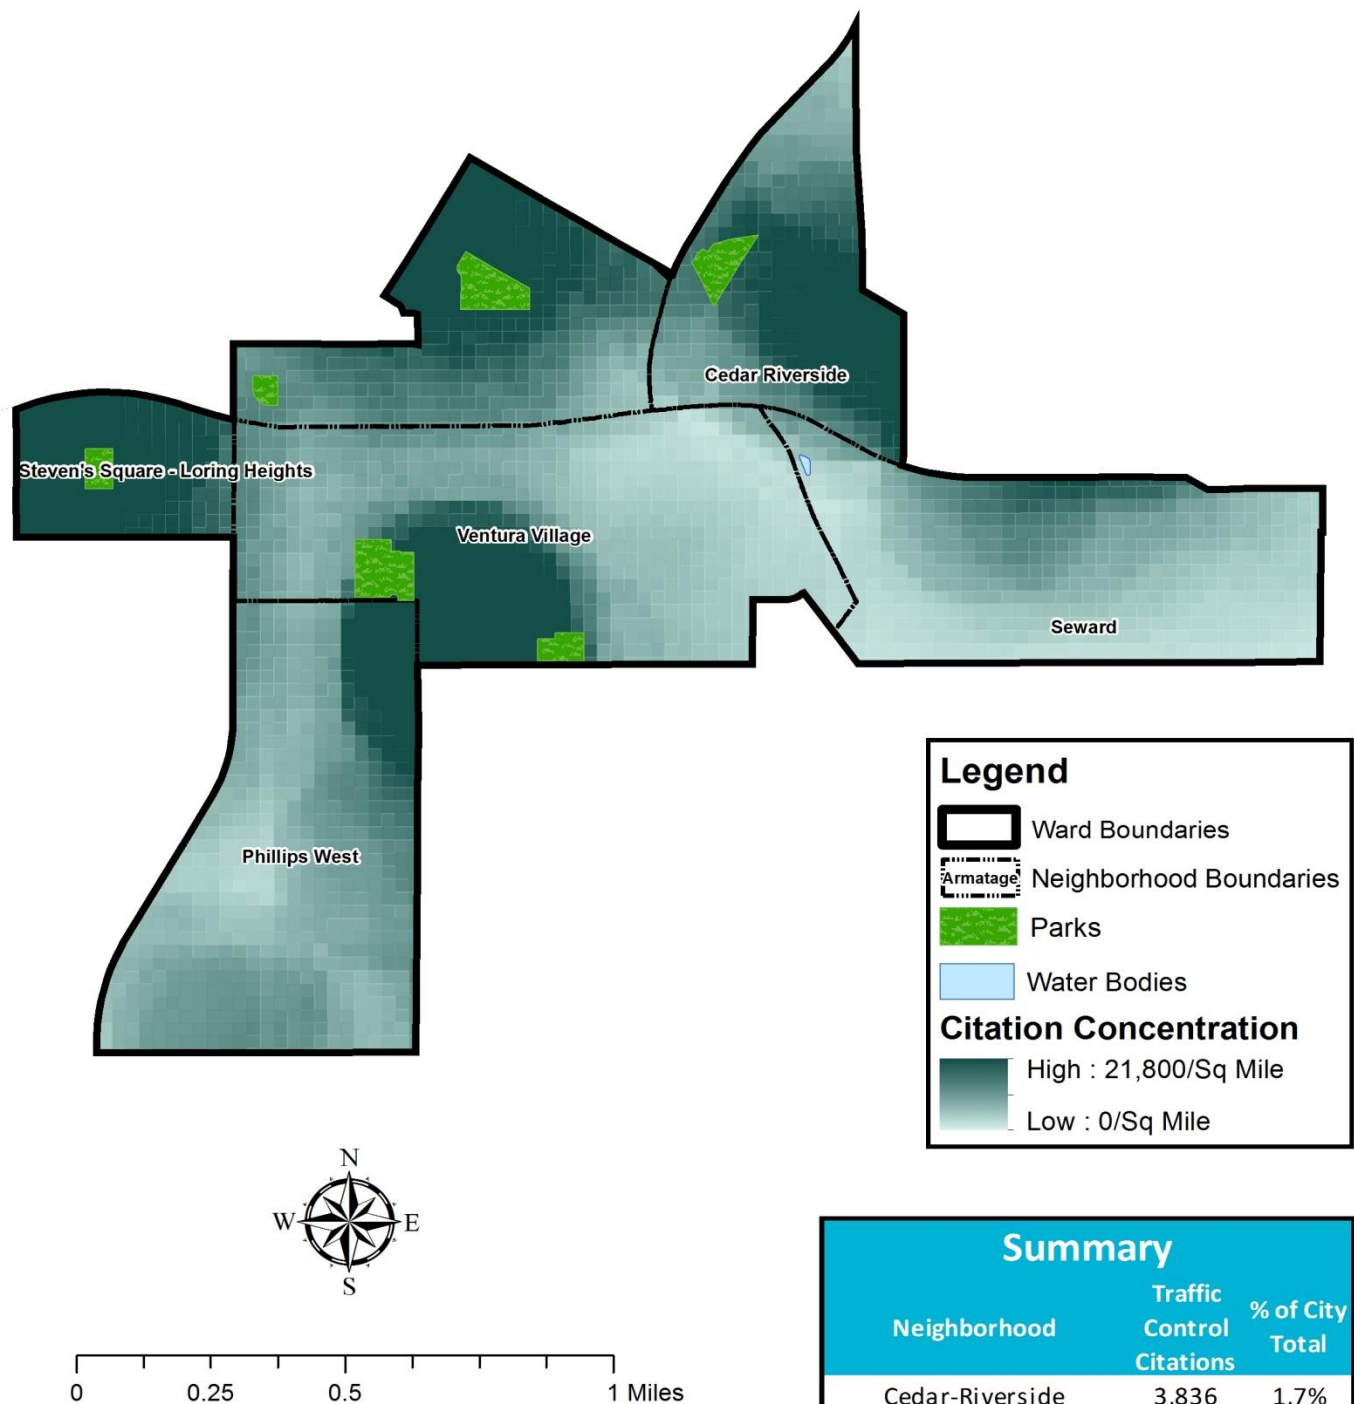 Cedar Riverside
Steven's Square - Loring Heights
Ventura Village
Seward
Phillips West
Legend
Ward Boundaries
Armatage Neighborhood Boundaries
Parks
Water Bodies
Citation Concentration
High : 21,800/Sq Mile
Low : 0/Sq Mile
N
W E
S
0 0.25 0.5 1 Miles
Summary
Neighborhood Traffic Control Citations % of City Total
Cedar-Riverside 3,836 1.7%